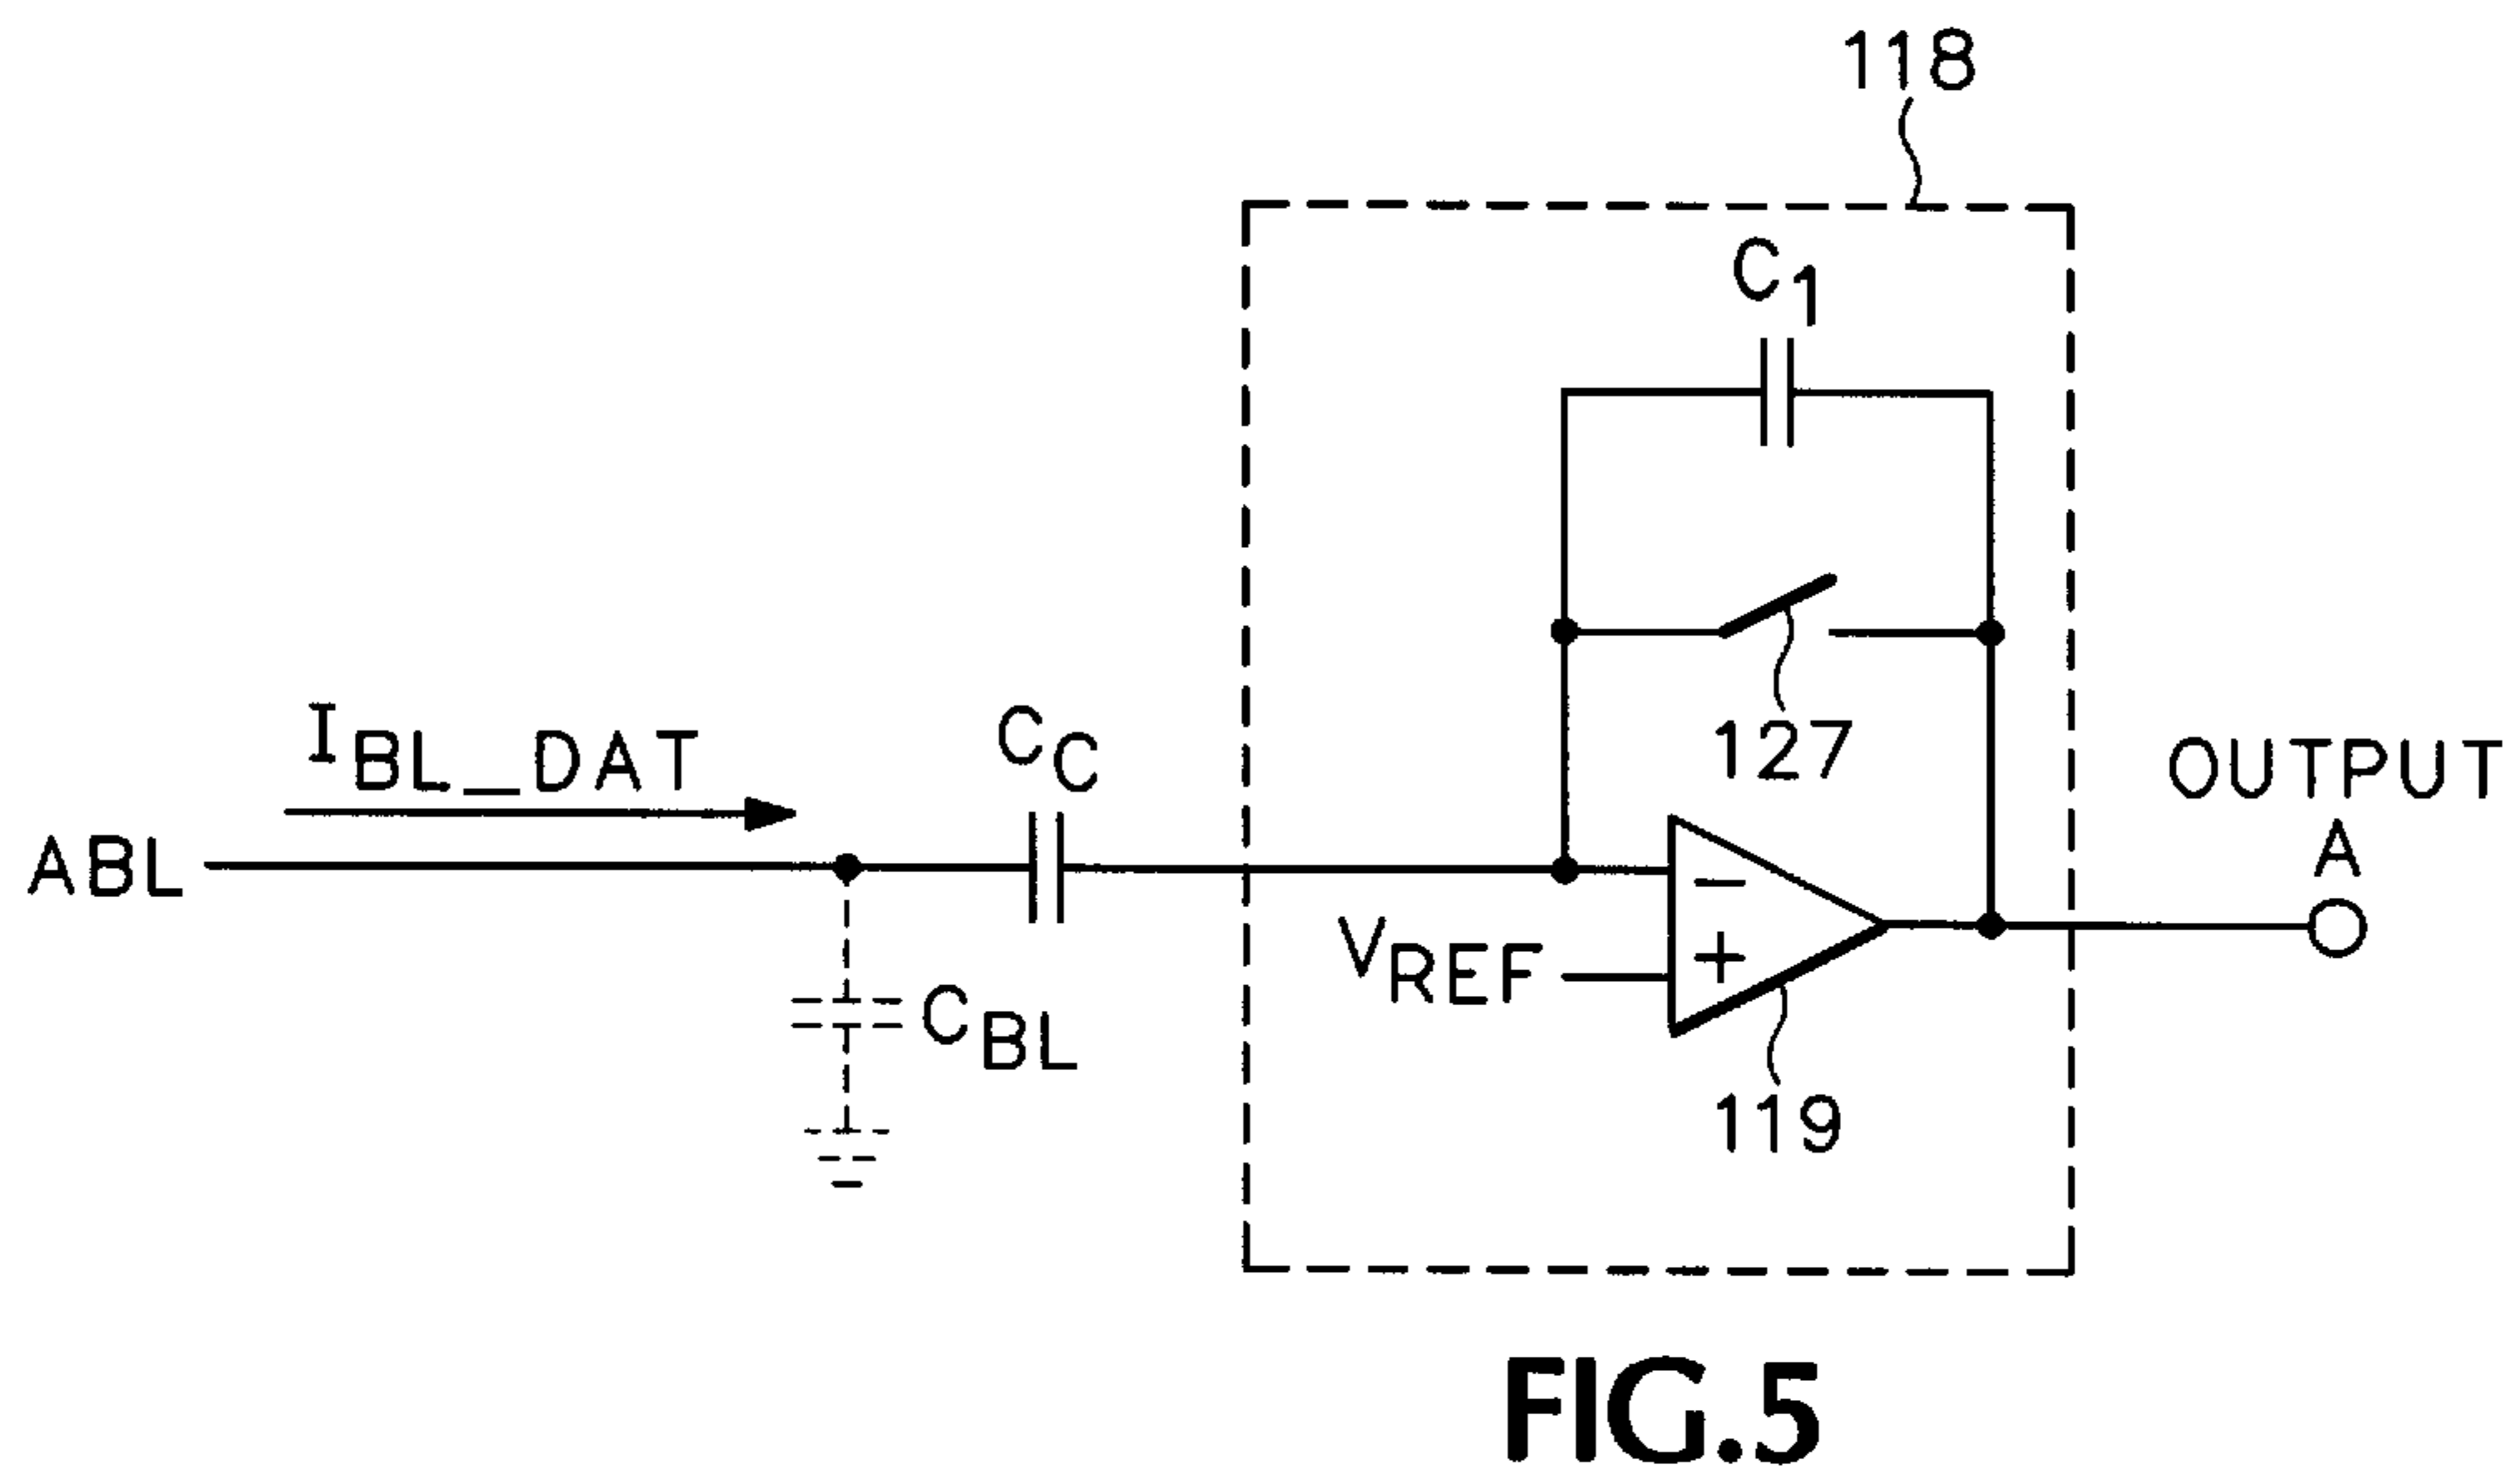 118
C1
IBL_DAT
CC
127
OUTPUT
A
ABL
−
VREF
+
CBL
119
FIG.5